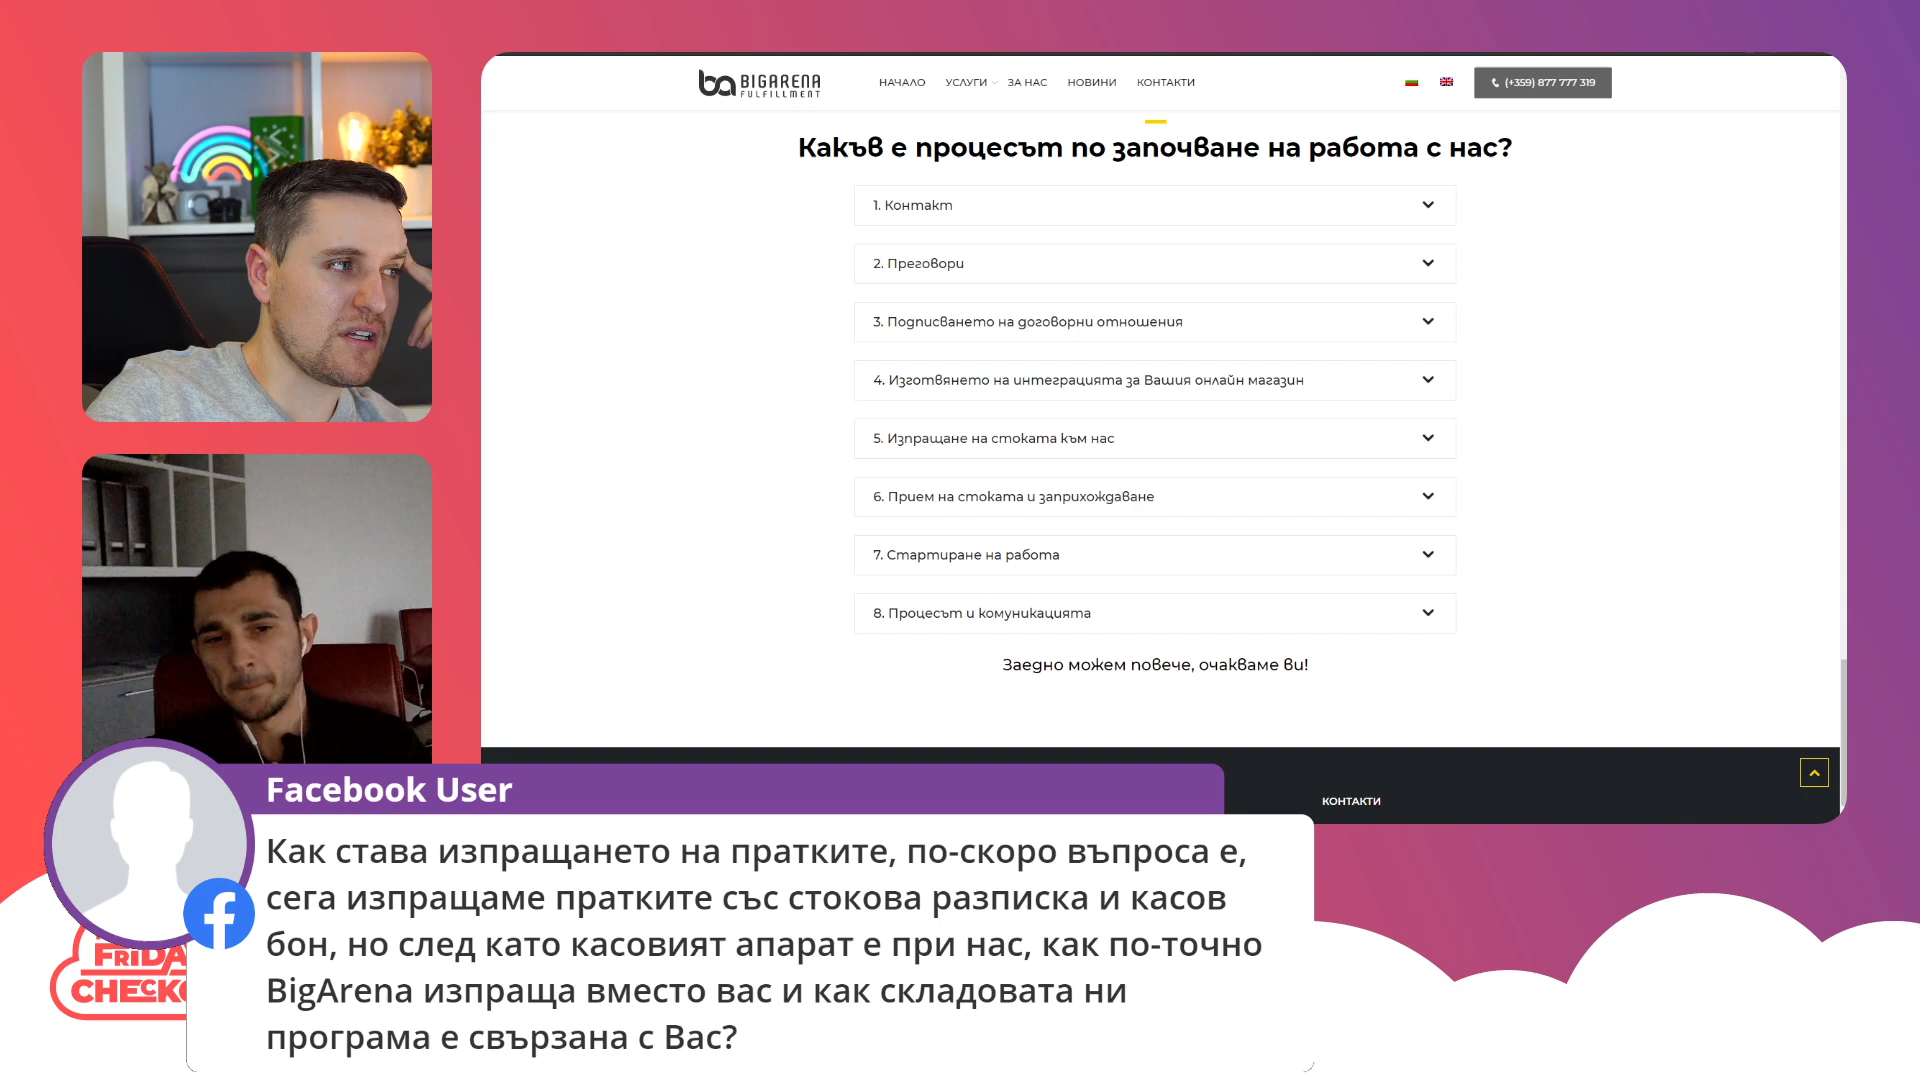 BIGARENA
FULFILLMENT
НАЧАЛО
УСЛУГИ
ЗА НАС
НОВИНИ
КОНТАКТИ
(+359) 877 777 319
Какъв е процесът по започване на работа с нас?
1. Контакт
2. Преговори
3. Подписването на договорни отношения
4. Изготвянето на интеграцията за Вашия онлайн магазин
5. Изпращане на стоката към нас
6. Прием на стоката и заприхождаване
7. Стартиране на работа
8. Процесът и комуникацията
Заедно можем повече, очакваме ви!
КОНТАКТИ
Facebook User
Как става изпращането на пратките, по-скоро въпроса е,
сега изпращаме пратките със стокова разписка и касов
бон, но след като касовият апарат е при нас, как по-точно
BigArena изпраща вместо вас и как складовата ни
програма е свързана с Вас?